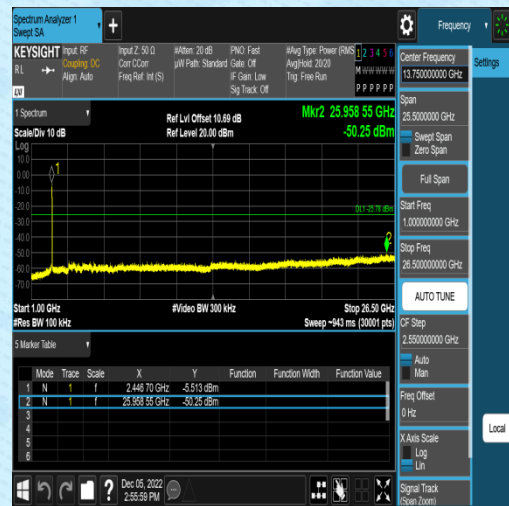 Spectrum Analyzer 1
Swept SA
+
Frequency
KEYSIGHT
Input: RF
Input Z: 50 Ω
#Atten: 20 dB
PNO: Fast
#Avg Type: Power (RMS
1 2 3 4 5 6
RL
Coupling: DC
Corr CCorr
µW Path: Standard
Gate: Off
Avg|Hold: 20/20
M W W W W W
Align: Auto
Freq Ref: Int (S)
IF Gain: Low
Trig: Free Run
Sig Track: Off
P P P P P P
LXI
1 Spectrum
Ref Lvl Offset 10.69 dB
Mkr2 25.958 55 GHz
Scale/Div 10 dB
Ref Level 20.00 dBm
-50.25 dBm
Log
10.0
0.00
-10.0
-20.0
-30.0
-40.0
-50.0
-60.0
-70.0
1
DL1 -25.78 dBm
2
Start 1.00 GHz
#Video BW 300 kHz
Stop 26.50 GHz
#Res BW 100 kHz
Sweep ~943 ms (30001 pts)
5 Marker Table
Mode Trace Scale X Y Function Function Width Function Value
1 N 1 f 2.446 70 GHz -5.513 dBm
2 N 1 f 25.958 55 GHz -50.25 dBm
3
4
5
6
?
Dec 05, 2022
2:55:59 PM
Center Frequency
13.750000000 GHz
Settings
Span
25.5000000 GHz
Swept Span
Zero Span
Full Span
Start Freq
1.000000000 GHz
Stop Freq
26.500000000 GHz
AUTO TUNE
CF Step
2.550000000 GHz
Auto
Man
Freq Offset
0 Hz
Local
X Axis Scale
Log
Lin
Signal Track
(Span Zoom)